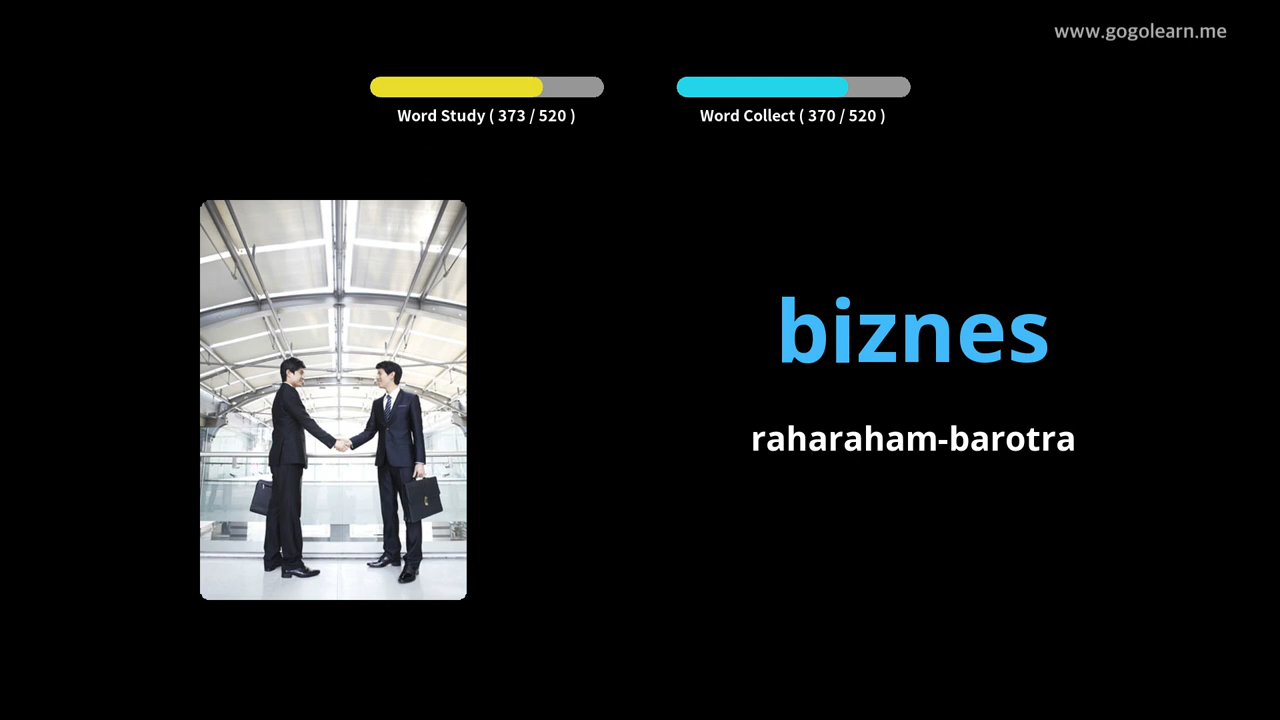 www.gogolearn.me
Word Study ( 373 / 520 )
Word Collect ( 370 / 520 )
biznes
raharaham-barotra